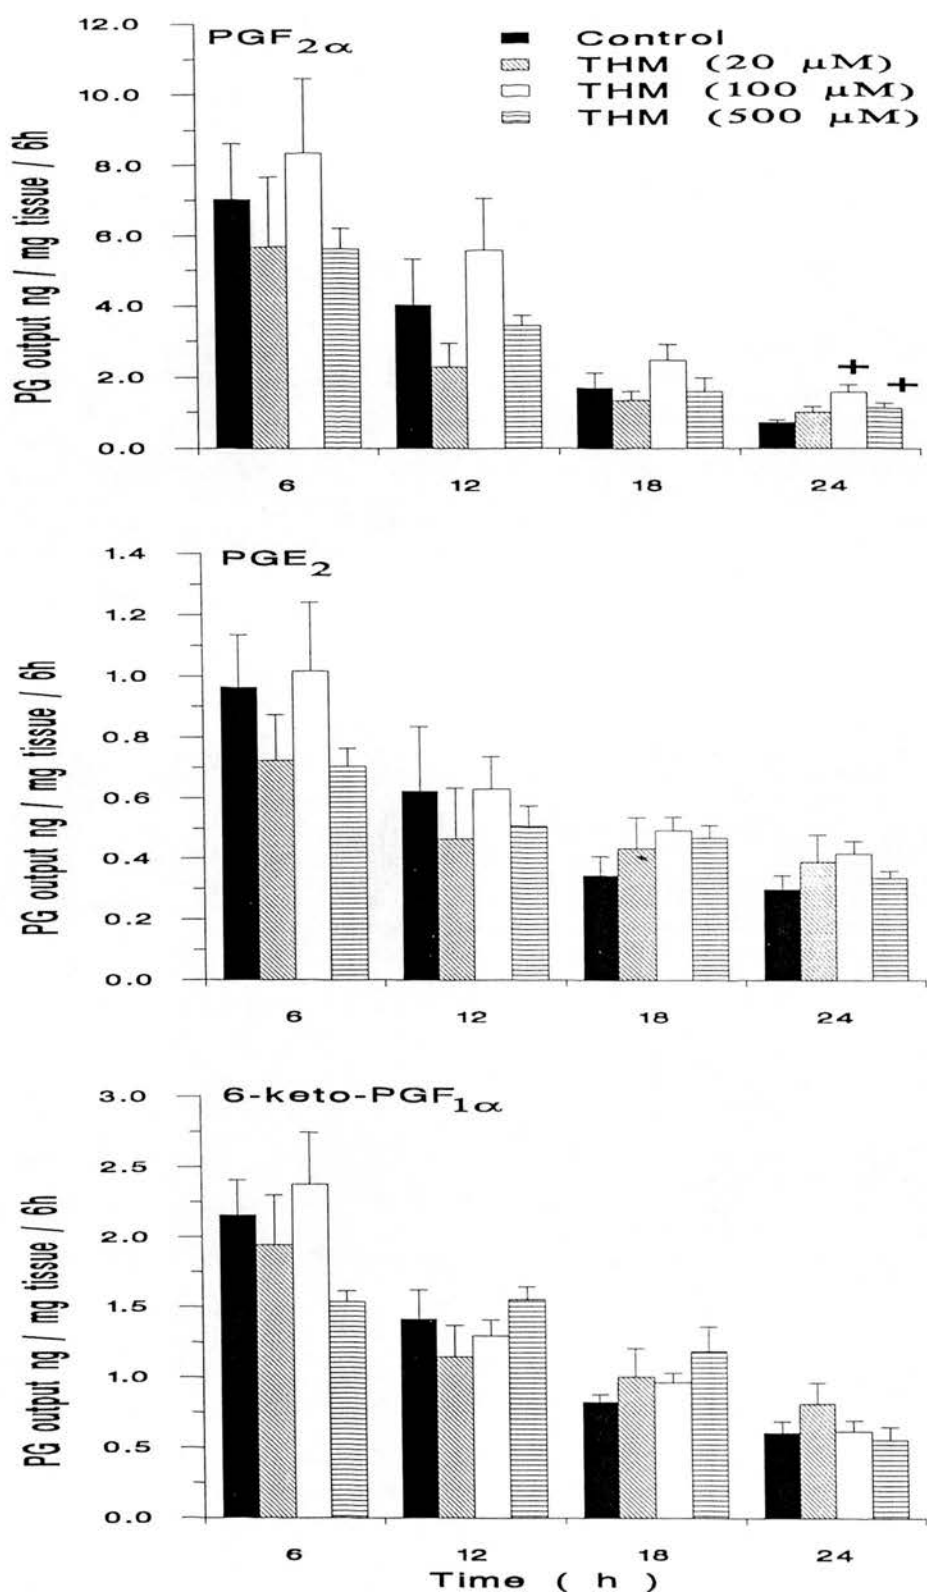 PGF2α
Control
THM (20 μM)
THM (100 μM)
THM (500 μM)
PG output ng / mg tissue / 6h
12.0
10.0
8.0
6.0
4.0
2.0
0.0
+
+
6 12 18 24
PGE2
PG output ng / mg tissue / 6h
1.4
1.2
1.0
0.8
0.6
0.4
0.2
0.0
6 12 18 24
6-keto-PGF1α
PG output ng / mg tissue / 6h
3.0
2.5
2.0
1.5
1.0
0.5
0.0
6 12 18 24
Time ( h )